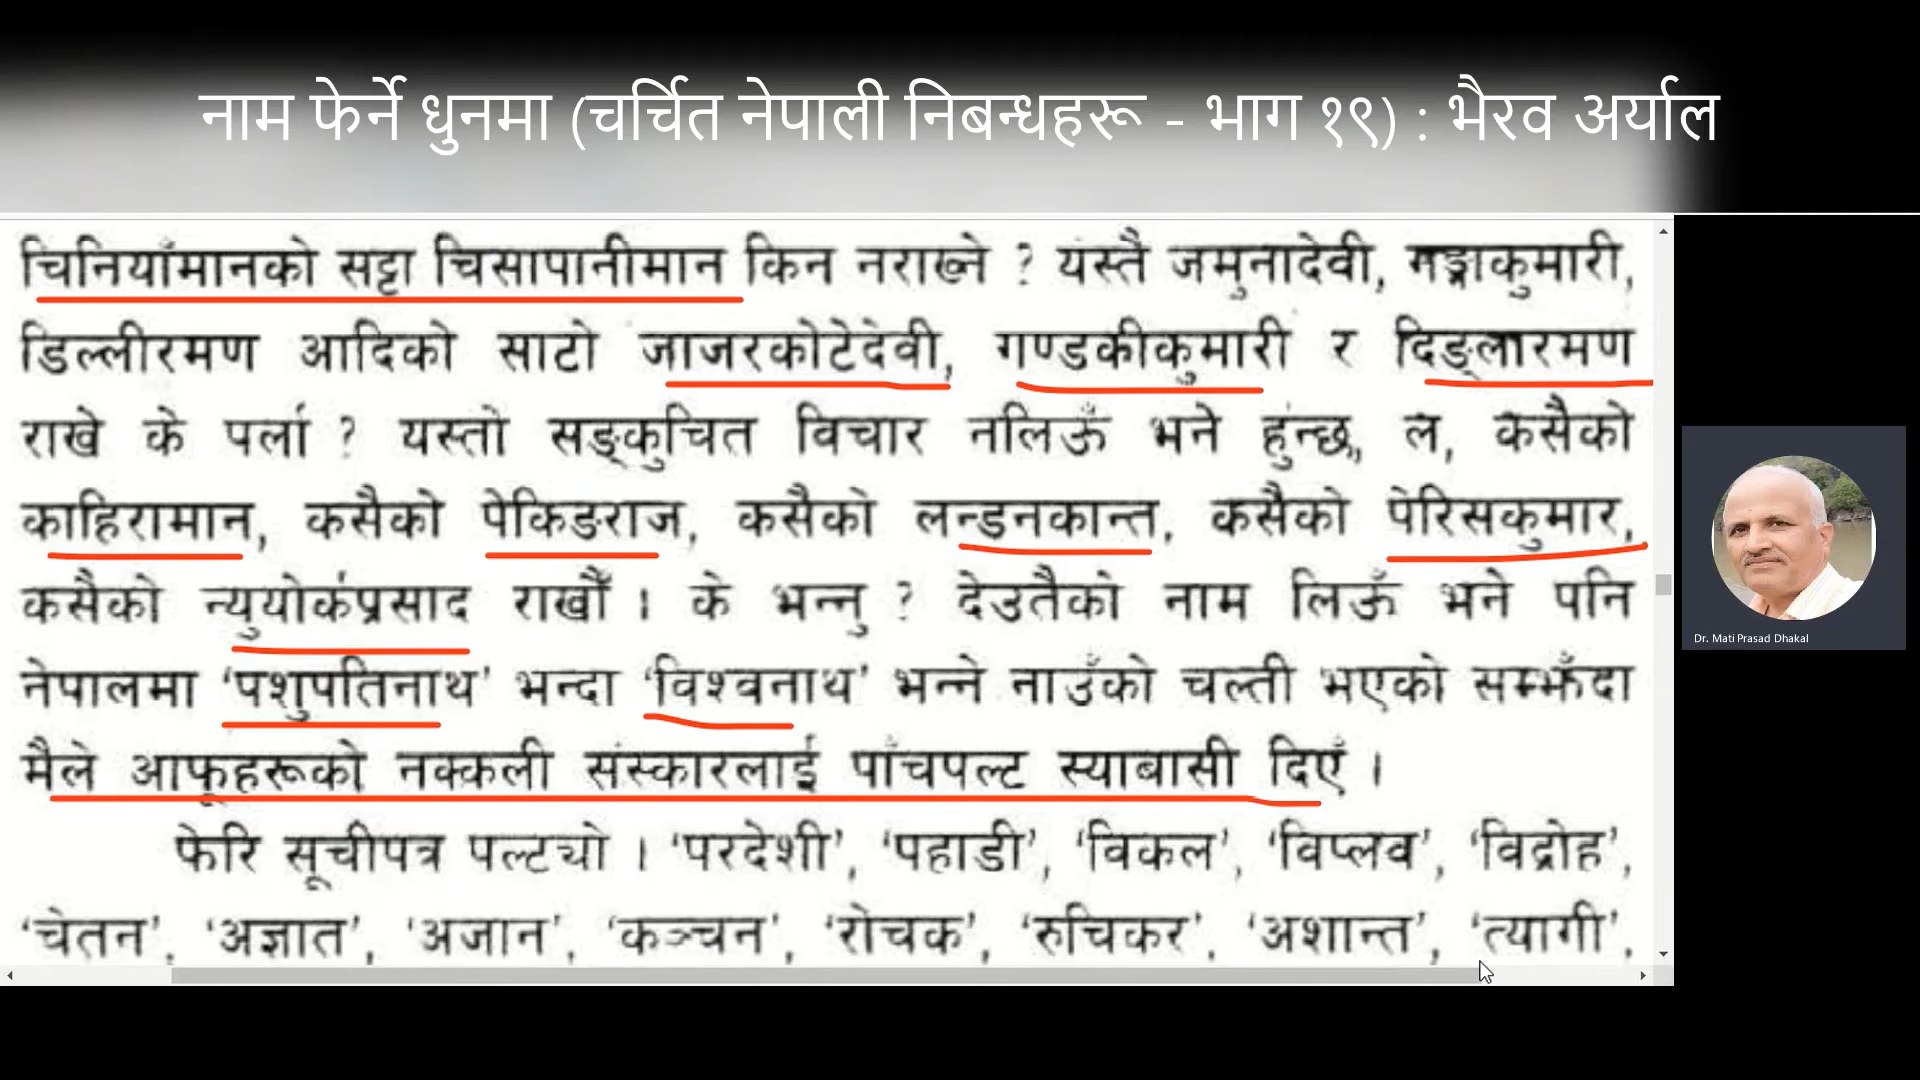 नाम फेर्ने धुनमा (चर्चित नेपाली निबन्धहरू - भाग १९) : भैरव अर्याल
चिनियाँमानको सट्टा चिसापानीमान किन नराख्ने ? यस्तै जमुनादेवी, गङ्गाकुमारी,
डिल्लीरमण आदिको साटो जाजरकोटेदेवी, गण्डकीकुमारी र दिङ्लारमण
राखे के पर्ला ? यस्तो सङ्कुचित विचार नलिऊँ भने हुन्छ, ल, कसैको
काहिरामान, कसैको पेकिङराज, कसैको लन्डनकान्त, कसैको पेरिसकुमार,
कसैको न्युयोर्कप्रसाद राखौँ । के भन्नु ? देउतैको नाम लिऊँ भने पनि
नेपालमा ‘पशुपतिनाथ’ भन्दा ‘विश्वनाथ’ भन्ने नाउँको चल्ती भएको सम्झँदा
मैले आफूहरूको नक्कली संस्कारलाई पाँचपल्ट स्याबासी दिएँ ।
फेरि सूचीपत्र पल्ट्यो । ‘परदेशी’, ‘पहाडी’, ‘विकल’, ‘विप्लव’, ‘विद्रोह’,
‘चेतन’, ‘अज्ञात’, ‘अजान’, ‘कञ्चन’, ‘रोचक’, ‘रुचिकर’, ‘अशान्त’, ‘त्यागी’,
Dr. Mati Prasad Dhakal